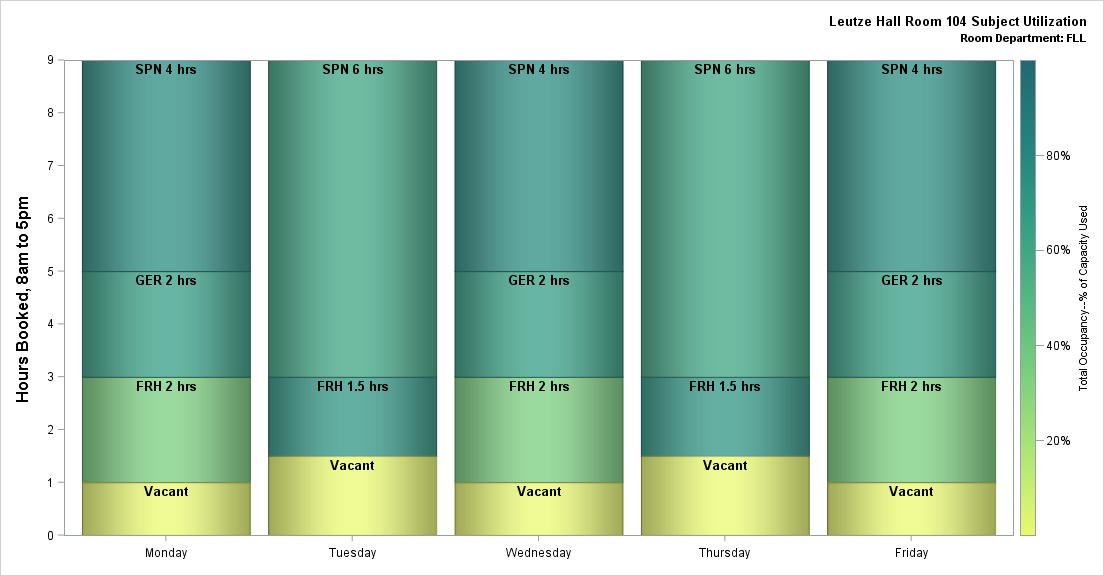 Leutze Hall Room 104 Subject Utilization
Room Department: FLL
Hours Booked, 8am to 5pm
9
8
7
6
5
4
3
2
1
0
SPN 4 hrs
GER 2 hrs
FRH 2 hrs
Vacant
Monday
SPN 6 hrs
FRH 1.5 hrs
Vacant
Tuesday
SPN 4 hrs
GER 2 hrs
FRH 2 hrs
Vacant
Wednesday
SPN 6 hrs
FRH 1.5 hrs
Vacant
Thursday
SPN 4 hrs
GER 2 hrs
FRH 2 hrs
Vacant
Friday
80%
60%
40%
20%
Total Occupancy--% of Capacity Used